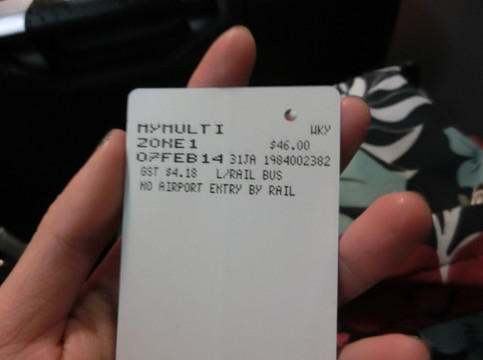 MYMULTI WKY
ZONE1 $46.00
07FEB14 31JA 1984002382
GST $4.18 L/RAIL BUS
NO AIRPORT ENTRY BY RAIL